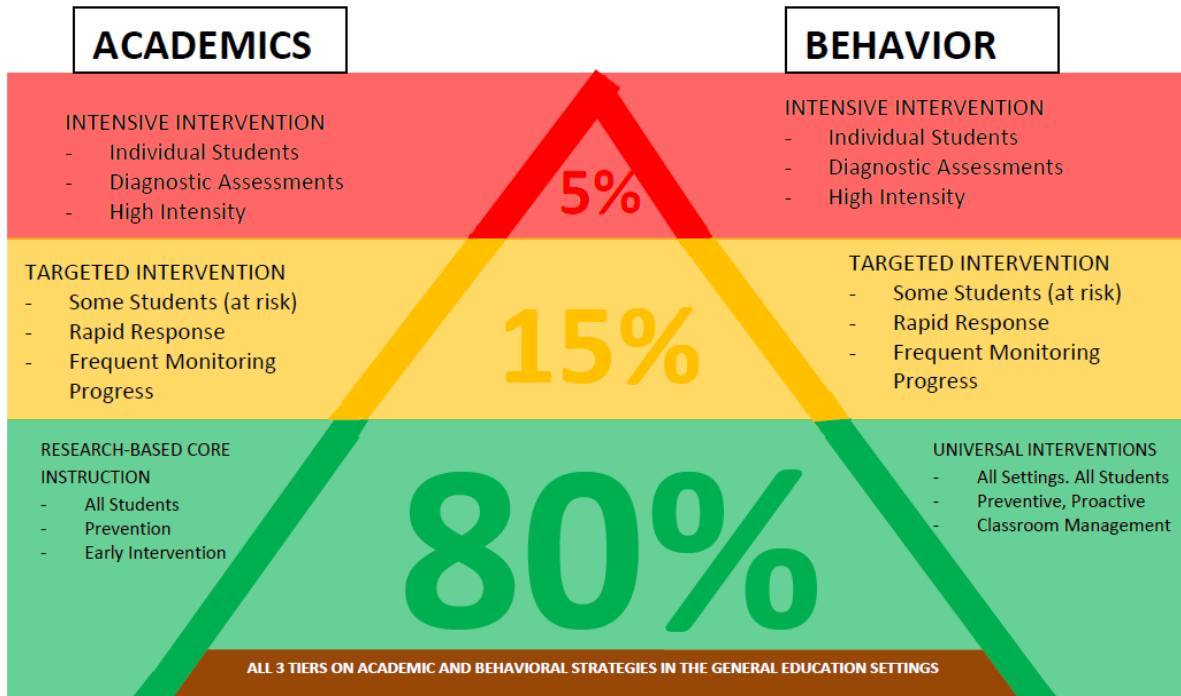 ACADEMICS
BEHAVIOR
INTENSIVE INTERVENTION
- Individual Students
- Diagnostic Assessments
- High Intensity
INTENSIVE INTERVENTION
- Individual Students
- Diagnostic Assessments
- High Intensity
5%
TARGETED INTERVENTION
- Some Students (at risk)
- Rapid Response
- Frequent Monitoring
Progress
15%
TARGETED INTERVENTION
- Some Students (at risk)
- Rapid Response
- Frequent Monitoring
Progress
RESEARCH-BASED CORE
INSTRUCTION
- All Students
- Prevention
- Early Intervention
80%
UNIVERSAL INTERVENTIONS
- All Settings. All Students
- Preventive, Proactive
- Classroom Management
ALL 3 TIERS ON ACADEMIC AND BEHAVIORAL STRATEGIES IN THE GENERAL EDUCATION SETTINGS